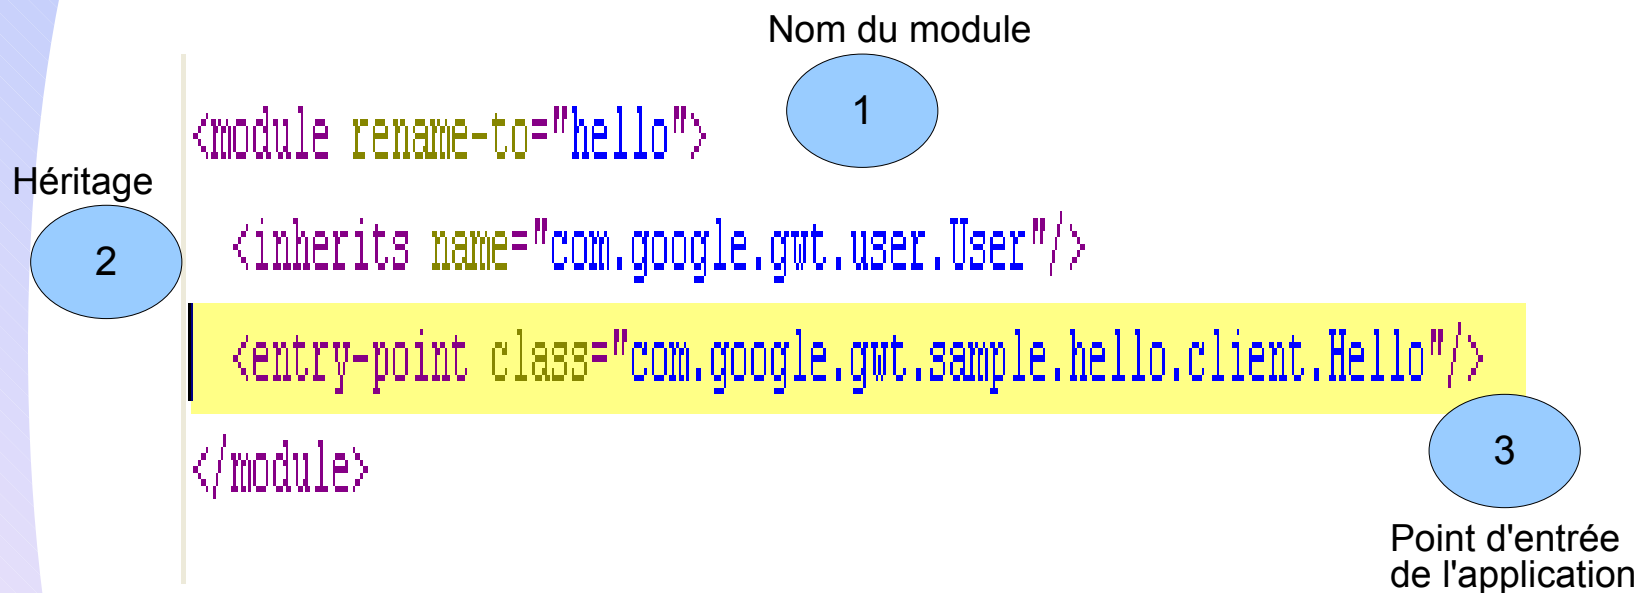 Nom du module
1
<module rename-to="hello">
Héritage
2
<inherits name="com.google.gwt.user.User"/>
<entry-point class="com.google.gwt.sample.hello.client.Hello"/>
</module>
3
Point d'entrée
de l'application